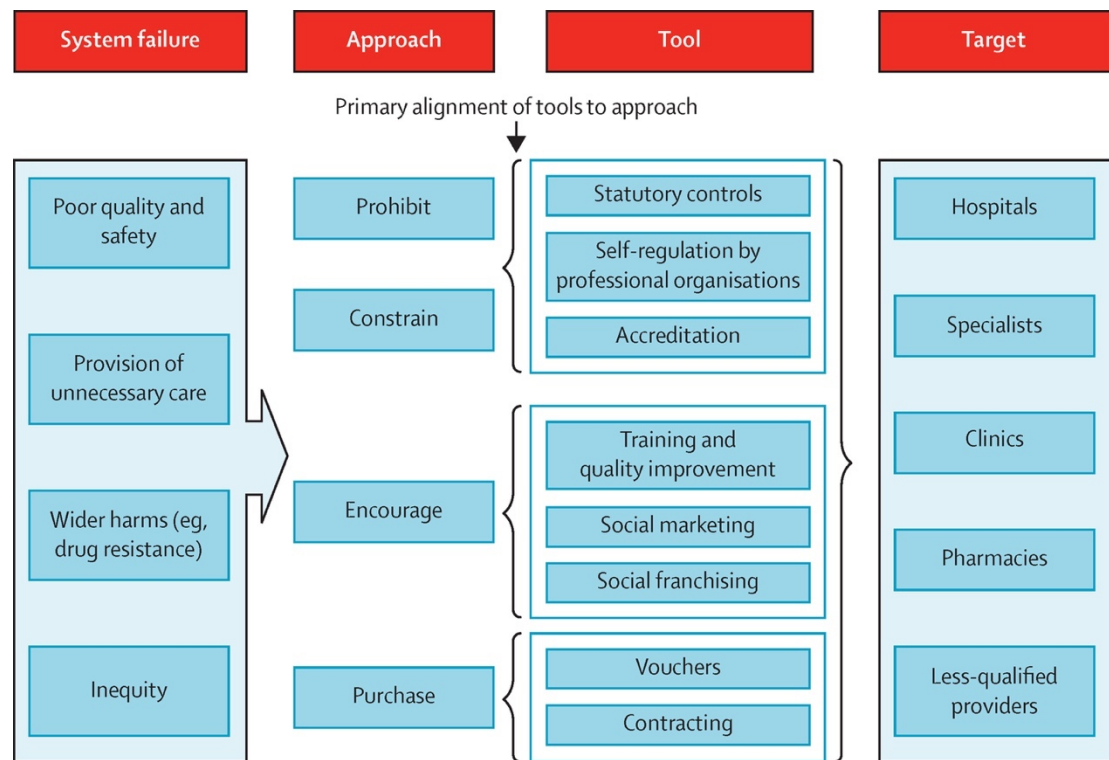 System failure
Approach
Tool
Target
Primary alignment of tools to approach
Poor quality and
safety
Provision of
unnecessary care
Wider harms (eg,
drug resistance)
Inequity
Prohibit
Constrain
Encourage
Purchase
Statutory controls
Self-regulation by
professional organisations
Accreditation
Training and
quality improvement
Social marketing
Social franchising
Vouchers
Contracting
Hospitals
Specialists
Clinics
Pharmacies
Less-qualified
providers